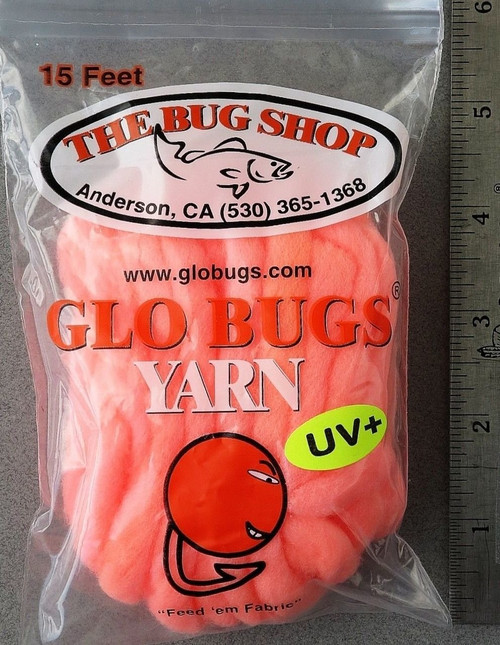 15 Feet
THE BUG SHOP
Anderson, CA (530) 365-1368
www.globugs.com
GLO BUGS®
YARN
UV+
"Feed 'em Fabric"
6
5
4
3
2
1